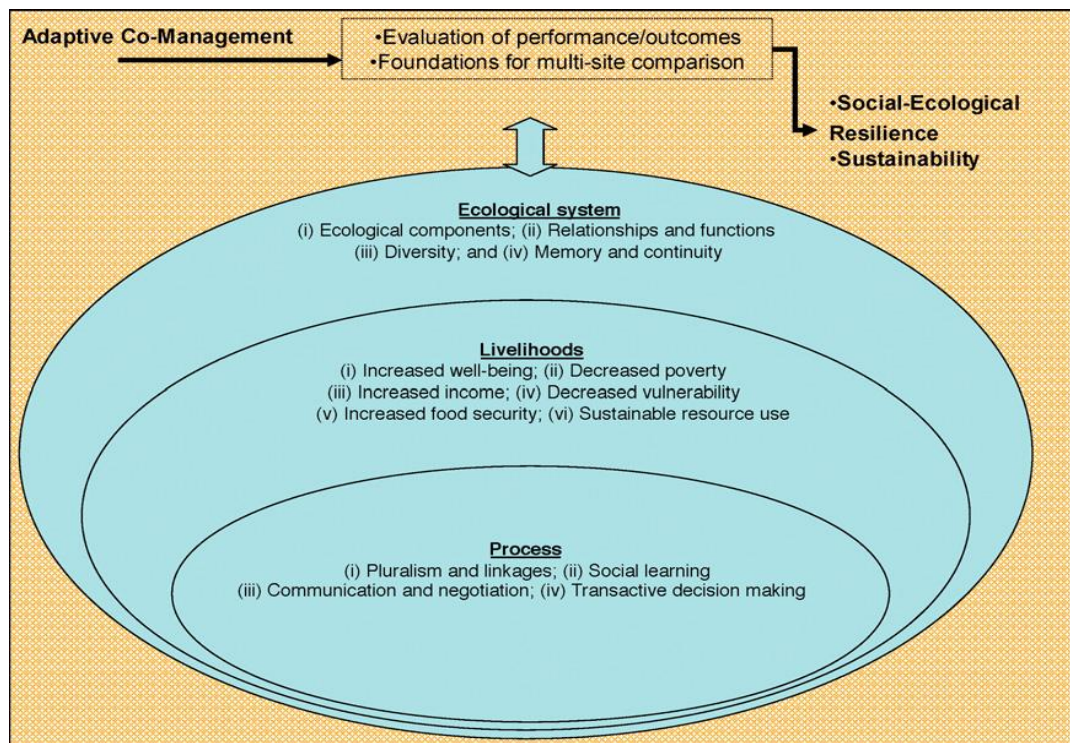 Adaptive Co-Management
•Evaluation of performance/outcomes
•Foundations for multi-site comparison
•Social-Ecological
Resilience
•Sustainability
Ecological system
(i) Ecological components; (ii) Relationships and functions
(iii) Diversity; and (iv) Memory and continuity
Livelihoods
(i) Increased well-being; (ii) Decreased poverty
(iii) Increased income; (iv) Decreased vulnerability
(v) Increased food security; (vi) Sustainable resource use
Process
(i) Pluralism and linkages; (ii) Social learning
(iii) Communication and negotiation; (iv) Transactive decision making